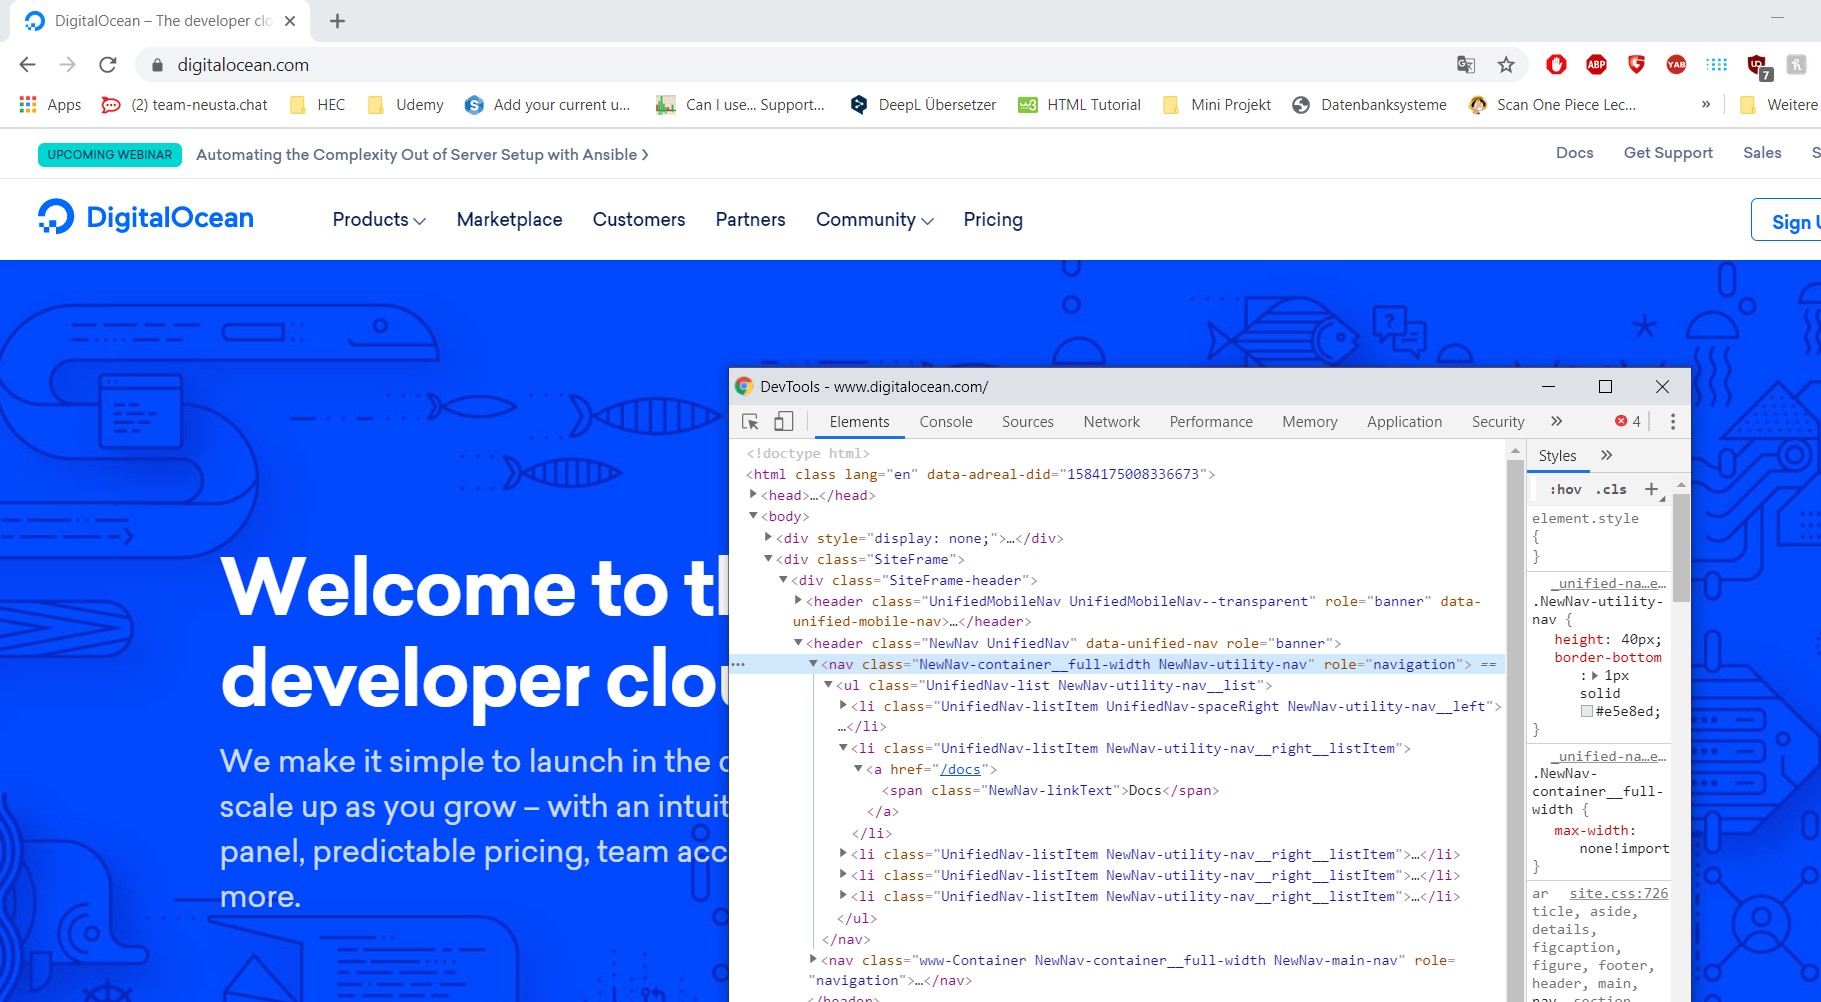 DigitalOcean – The developer clo
digitalocean.com
ABP
YAB
7
Apps
(2) team-neusta.chat
HEC
Udemy
Add your current u...
Can I use... Support...
DeepL Übersetzer
HTML Tutorial
Mini Projekt
Datenbanksysteme
Scan One Piece Lec...
»
Weitere
UPCOMING WEBINAR
Automating the Complexity Out of Server Setup with Ansible
Docs
Get Support
Sales
S
DigitalOcean
Products
Marketplace
Customers
Partners
Community
Pricing
Sign U
Welcome to th
developer clou
We make it simple to launch in the c
scale up as you grow – with an intuit
panel, predictable pricing, team acc
more.
DevTools - www.digitalocean.com/
Elements Console Sources Network Performance Memory Application Security » 4
<!doctype html>
<html class lang="en" data-adreal-did="1584175008336673">
<head>…</head>
<body>
<div style="display: none;">…</div>
<div class="SiteFrame">
<div class="SiteFrame-header">
<header class="UnifiedMobileNav UnifiedMobileNav--transparent" role="banner" data-
unified-mobile-nav>…</header>
<header class="NewNav UnifiedNav" data-unified-nav role="banner">
<nav class="NewNav-container__full-width NewNav-utility-nav" role="navigation"> ==
<ul class="UnifiedNav-list NewNav-utility-nav__list">
<li class="UnifiedNav-listItem UnifiedNav-spaceRight NewNav-utility-nav__left">
…</li>
<li class="UnifiedNav-listItem NewNav-utility-nav__right__listItem">
<a href="/docs">
<span class="NewNav-linkText">Docs</span>
</a>
</li>
<li class="UnifiedNav-listItem NewNav-utility-nav__right__listItem">…</li>
<li class="UnifiedNav-listItem NewNav-utility-nav__right__listItem">…</li>
<li class="UnifiedNav-listItem NewNav-utility-nav__right__listItem">…</li>
</ul>
</nav>
<nav class="www-Container NewNav-container__full-width NewNav-main-nav" role=
"navigation">…</nav>
</header>
Styles »
:hov .cls +
element.style
{
}
_unified-na…e…
.NewNav-utility-
nav {
height: 40px;
border-bottom
: 1px
solid
#e5e8ed;
}
_unified-na…e…
.NewNav-
container__full-
width {
max-width:
none!import
}
ar site.css:726
ticle, aside,
details,
figcaption,
figure, footer,
header, main,
nav, section